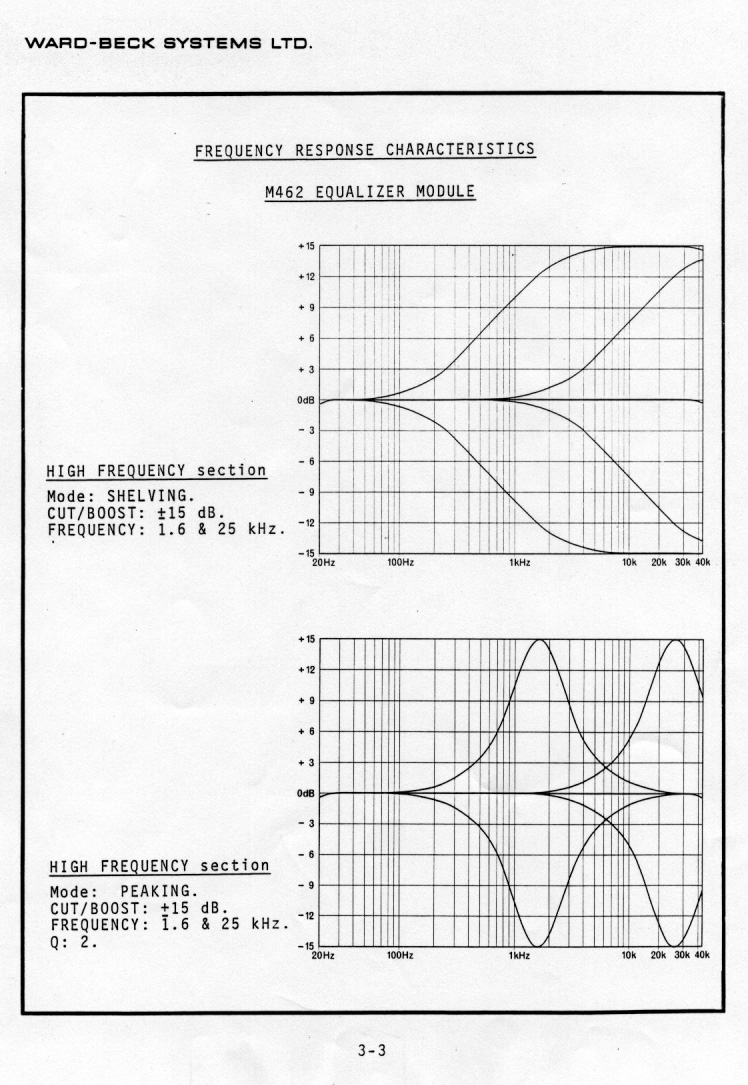 WARD-BECK SYSTEMS LTD.
FREQUENCY RESPONSE CHARACTERISTICS
M462 EQUALIZER MODULE
+15
+12
+ 9
+ 6
+ 3
0dB
- 3
- 6
- 9
-12
-15
20Hz 100Hz 1kHz 10k 20k 30k 40k
HIGH FREQUENCY section
Mode: SHELVING.
CUT/BOOST: ±15 dB.
FREQUENCY: 1.6 & 25 kHz.
+15
+12
+ 9
+ 6
+ 3
0dB
- 3
- 6
- 9
-12
-15
20Hz 100Hz 1kHz 10k 20k 30k 40k
HIGH FREQUENCY section
Mode: PEAKING.
CUT/BOOST: ±15 dB.
FREQUENCY: 1.6 & 25 kHz.
Q: 2.
3-3